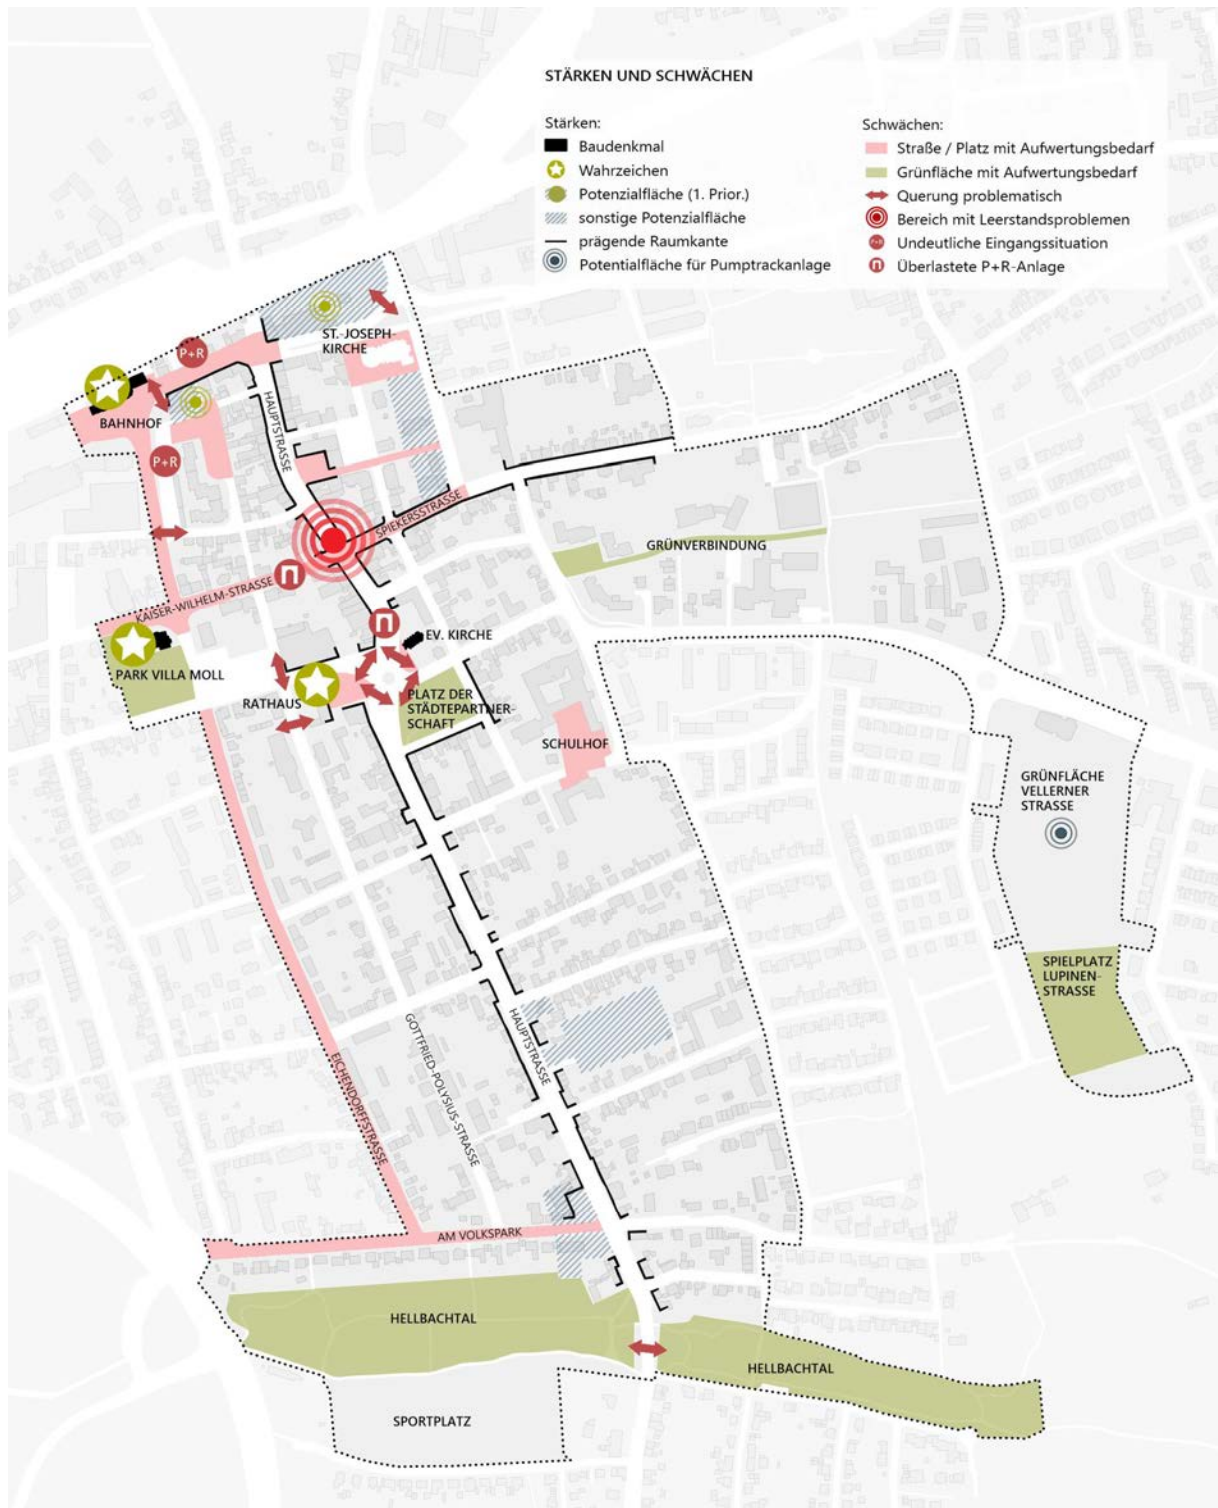 STÄRKEN UND SCHWÄCHEN
Stärken:
Baudenkmal
Wahrzeichen
Potenzialfläche (1. Prior.)
sonstige Potenzialfläche
prägende Raumkante
Potentialfläche für Pumptrackanlage
Schwächen:
Straße / Platz mit Aufwertungsbedarf
Grünfläche mit Aufwertungsbedarf
Querung problematisch
Bereich mit Leerstandsproblemen
P+R
Undeutliche Eingangssituation
Überlastete P+R-Anlage
ST.-JOSEPH-
KIRCHE
P+R
BAHNHOF
HAUPTSTRASSE
P+R
SPIEKERSSTRASSE
GRÜNVERBINDUNG
KAISER-WILHELM-STRASSE
EV. KIRCHE
PARK VILLA MOLL
RATHAUS
PLATZ DER
STÄDTEPARTNER-
SCHAFT
SCHULHOF
GRÜNFLÄCHE
VELLERNER
STRASSE
SPIELPLATZ
LUPINEN-
STRASSE
HAUPTSTRASSE
GOTTFRIED-POLYSIUS-STRASSE
EICHENDORFFSTRASSE
AM VOLKSPARK
HELLBACHTAL
HELLBACHTAL
SPORTPLATZ